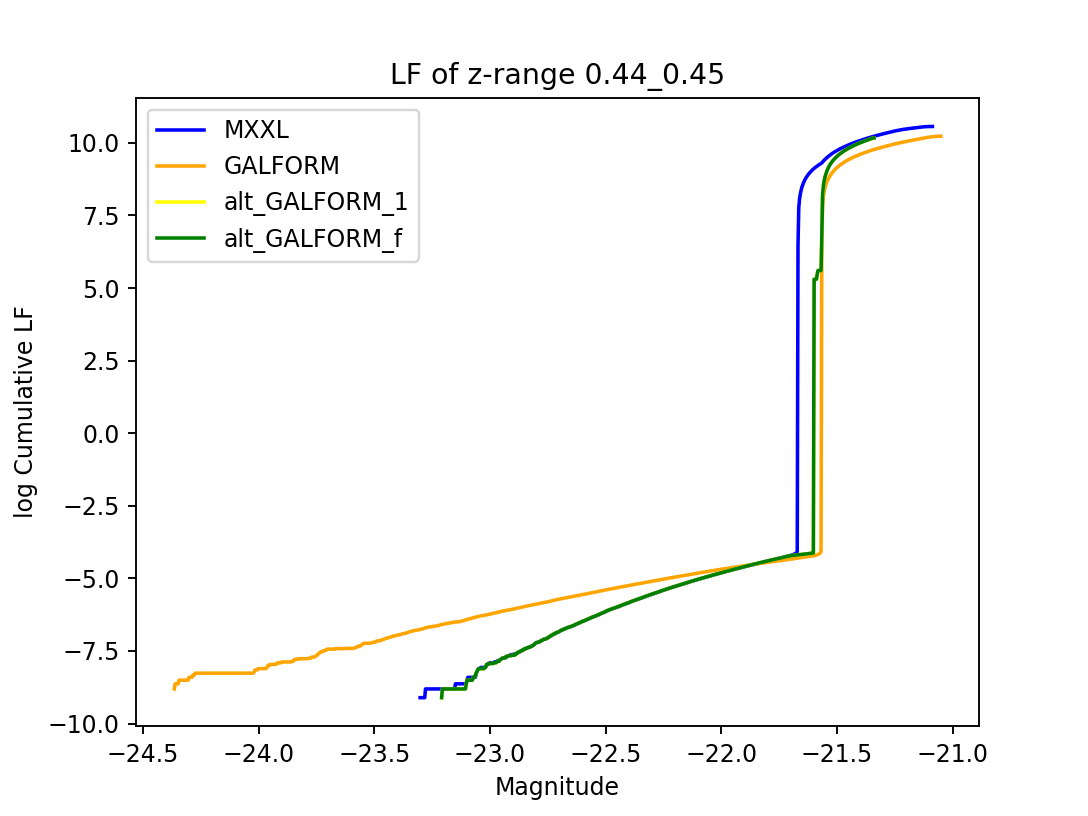 LF of z-range 0.44_0.45
MXXL
GALFORM
alt_GALFORM_1
alt_GALFORM_f
10.0
7.5
5.0
2.5
0.0
−2.5
−5.0
−7.5
−10.0
log Cumulative LF
−24.5 −24.0 −23.5 −23.0 −22.5 −22.0 −21.5 −21.0
Magnitude